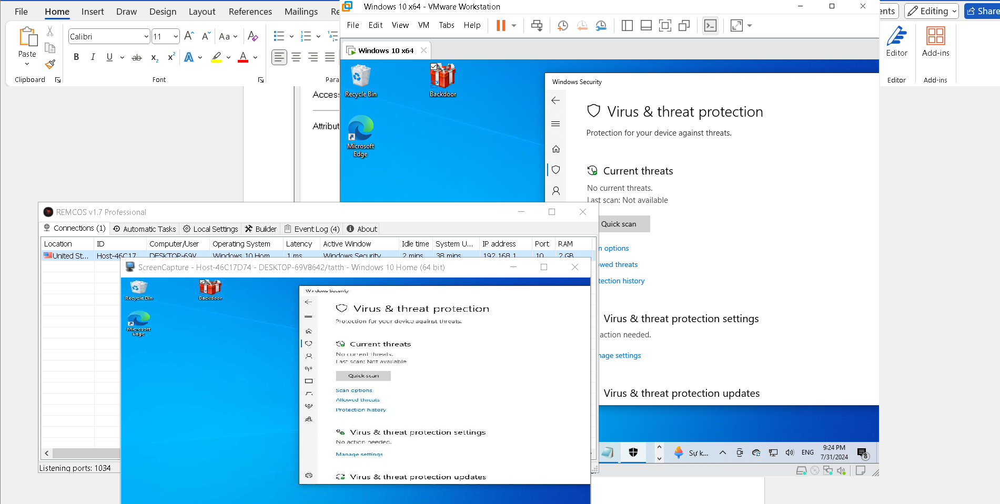 File Home Insert Draw Design Layout References Mailings Re
Calibri 11 Aa
Paste
B I U ab x₂ x² A A
Clipboard Font Para
Acces
Attribut
ents Editing Share
Editor Add-ins
Editor Add-ins
Windows 10 x64 - VMware Workstation
File Edit View VM Tabs Help
Windows 10 x64
Recycle Bin
Backdoor
Microsoft
Edge
Windows Security
Virus & threat protection
Protection for your device against threats.
Current threats
No current threats.
Last scan: Not available
Quick scan
n options
wed threats
tection history
Virus & threat protection settings
action needed.
nage settings
Virus & threat protection updates
Sự k...
ENG
9:24 PM
7/31/2024
8
REMCOS v1.7 Professional
Connections (1) Automatic Tasks Local Settings Builder Event Log (4) About
Location ID Computer/User Operating System Latency Active Window Idle time System U... IP address Port RAM
United St... Host-46C17 DESKTOP-69V Windows 10 Hom 1 ms Windows Security 2 mins 38 mins 192.168.1 10 2 GB
Listening ports: 1034
ScreenCapture - Host-46C17D74 - DESKTOP-69V8642/tatth - Windows 10 Home (64 bit)
Recycle Bin
Backdoor
Microsoft
Edge
Windows Security
Virus & threat protection
Protection for your device against threats.
Current threats
No current threats.
Last scan: Not available
Quick scan
Scan options
Allowed threats
Protection history
Virus & threat protection settings
No action needed.
Manage settings
Virus & threat protection updates